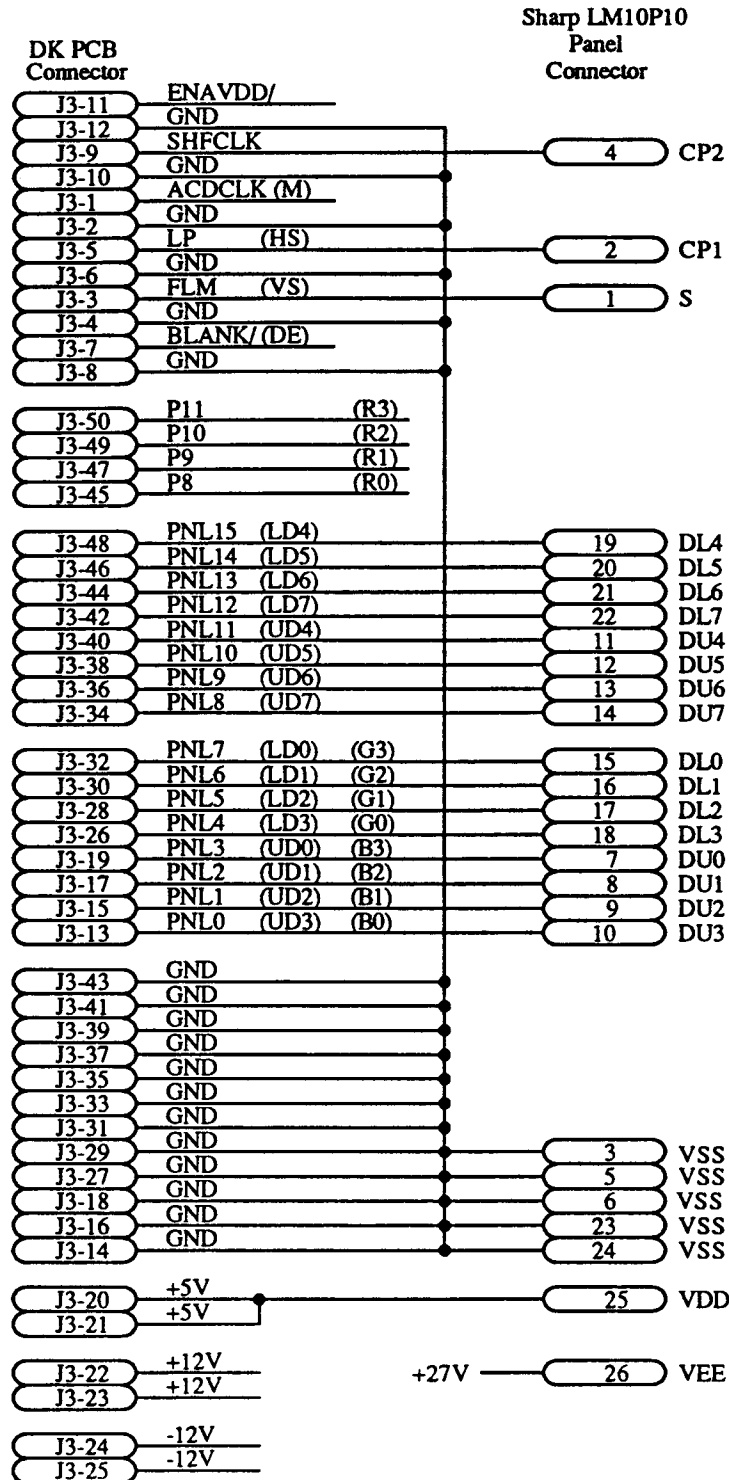 Sharp LM10P10
DK PCB Panel
Connector Connector
J3-11 ENAVDD/
J3-12 GND
J3-9 SHFCLK 4 CP2
J3-10 GND
J3-1 ACDCLK (M)
J3-2 GND
J3-5 LP (HS) 2 CP1
J3-6 GND
J3-3 FLM (VS) 1 S
J3-4 GND
J3-7 BLANK/ (DE)
J3-8 GND
J3-50 P11 (R3)
J3-49 P10 (R2)
J3-47 P9 (R1)
J3-45 P8 (R0)
J3-48 PNL15 (LD4) 19 DL4
J3-46 PNL14 (LD5) 20 DL5
J3-44 PNL13 (LD6) 21 DL6
J3-42 PNL12 (LD7) 22 DL7
J3-40 PNL11 (UD4) 11 DU4
J3-38 PNL10 (UD5) 12 DU5
J3-36 PNL9 (UD6) 13 DU6
J3-34 PNL8 (UD7) 14 DU7
J3-32 PNL7 (LD0) (G3) 15 DL0
J3-30 PNL6 (LD1) (G2) 16 DL1
J3-28 PNL5 (LD2) (G1) 17 DL2
J3-26 PNL4 (LD3) (G0) 18 DL3
J3-19 PNL3 (UD0) (B3) 7 DU0
J3-17 PNL2 (UD1) (B2) 8 DU1
J3-15 PNL1 (UD2) (B1) 9 DU2
J3-13 PNL0 (UD3) (B0) 10 DU3
J3-43 GND
J3-41 GND
J3-39 GND
J3-37 GND
J3-35 GND
J3-33 GND
J3-31 GND
J3-29 GND 3 VSS
J3-27 GND 5 VSS
J3-18 GND 6 VSS
J3-16 GND 23 VSS
J3-14 GND 24 VSS
J3-20 +5V 25 VDD
J3-21 +5V
J3-22 +12V +27V 26 VEE
J3-23 +12V
J3-24 -12V
J3-25 -12V